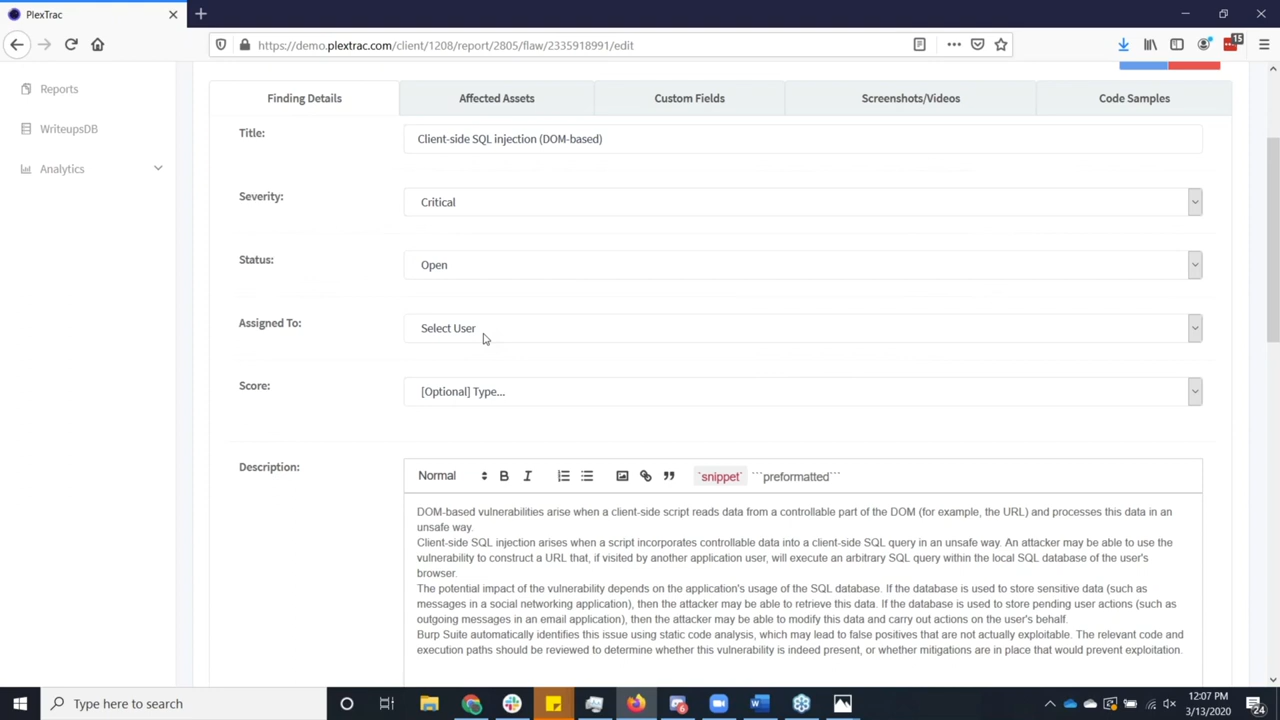 PlexTrac
https://demo.plextrac.com/client/1208/report/2805/flaw/2335918991/edit
15
Reports
WriteupsDB
Analytics
Finding Details
Affected Assets
Custom Fields
Screenshots/Videos
Code Samples
Title:
Client-side SQL injection (DOM-based)
Severity:
Critical
Status:
Open
Assigned To:
Select User
Score:
[Optional] Type...
Description:
Normal
B
I
`snippet`
```preformatted```
DOM-based vulnerabilities arise when a client-side script reads data from a controllable part of the DOM (for example, the URL) and processes this data in an
unsafe way.
Client-side SQL injection arises when a script incorporates controllable data into a client-side SQL query in an unsafe way. An attacker may be able to use the
vulnerability to construct a URL that, if visited by another application user, will execute an arbitrary SQL query within the local SQL database of the user's
browser.
The potential impact of the vulnerability depends on the application's usage of the SQL database. If the database is used to store sensitive data (such as
messages in a social networking application), then the attacker may be able to retrieve this data. If the database is used to store pending user actions (such as
outgoing messages in an email application), then the attacker may be able to modify this data and carry out actions on the user's behalf.
Burp Suite automatically identifies this issue using static code analysis, which may lead to false positives that are not actually exploitable. The relevant code and
execution paths should be reviewed to determine whether this vulnerability is indeed present, or whether mitigations are in place that would prevent exploitation.
Type here to search
12:07 PM
3/13/2020
24